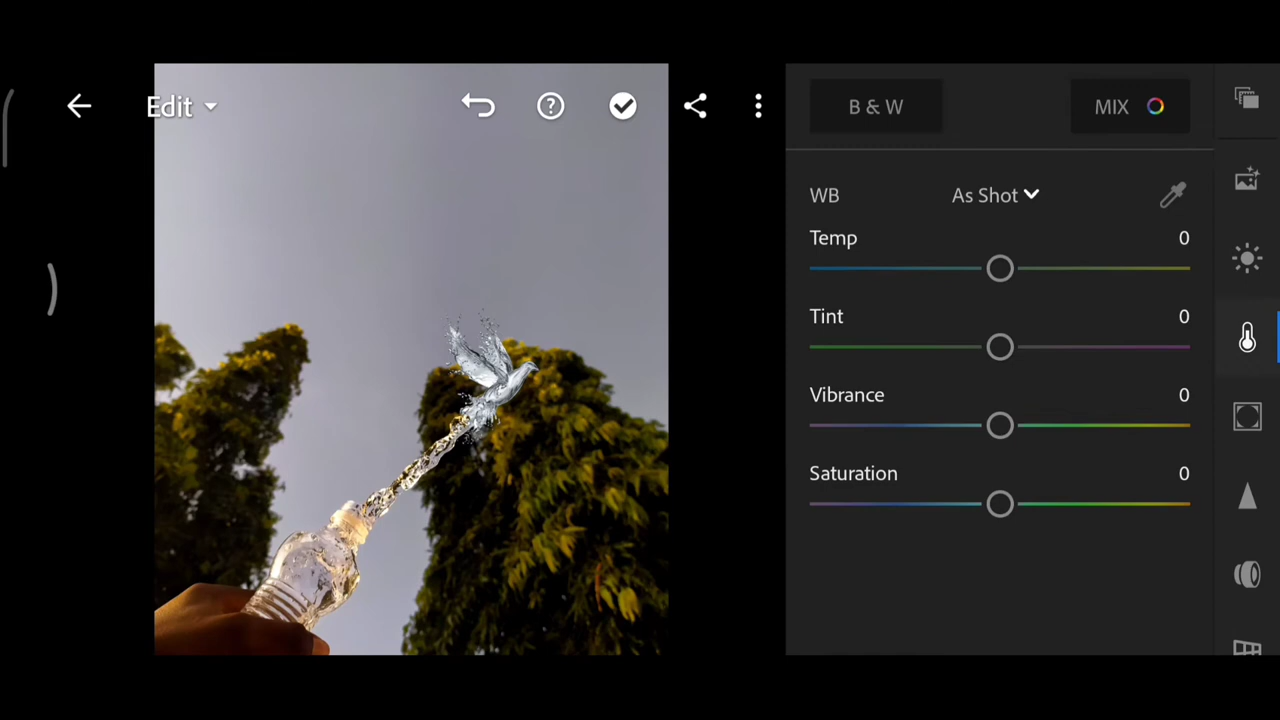 Edit
B & W
MIX
WB
As Shot
Temp
0
Tint
0
Vibrance
0
Saturation
0